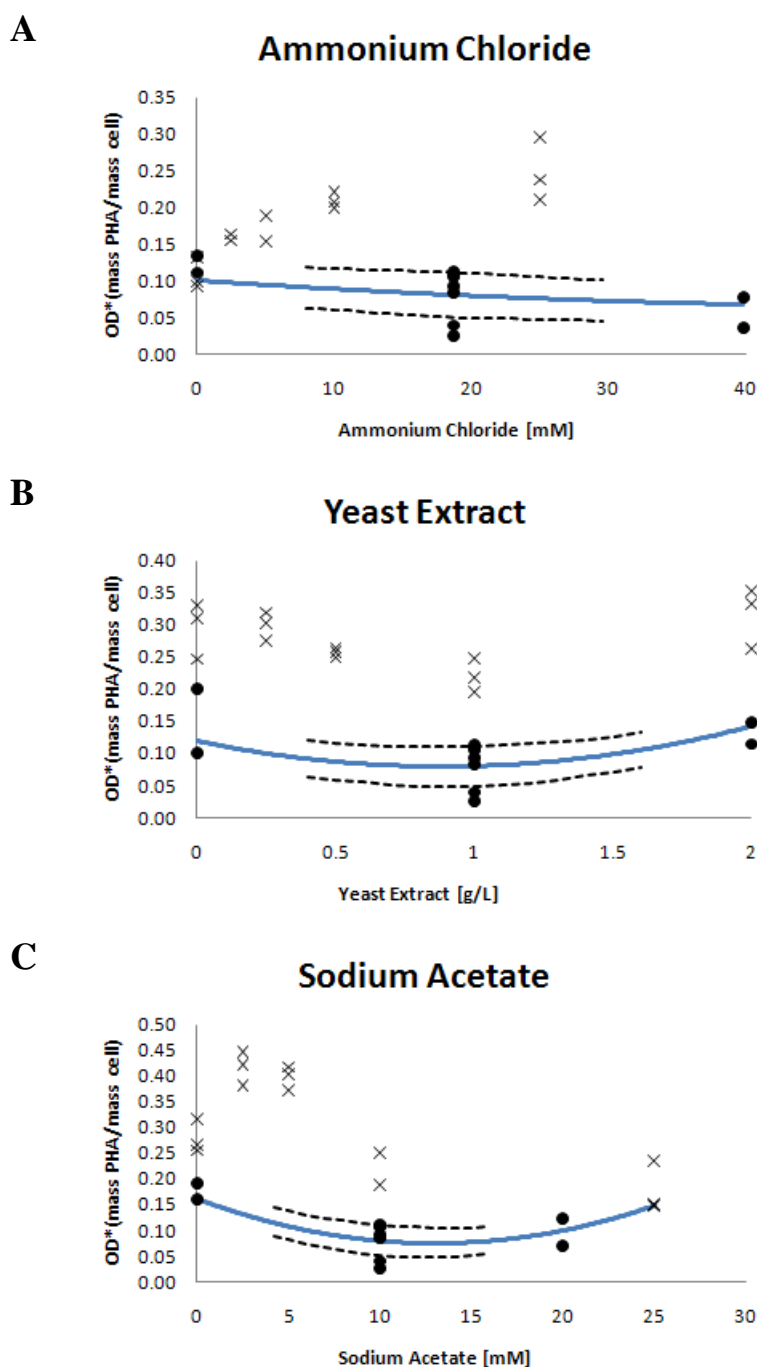 A
Ammonium Chloride
OD* (mass PHA/mass cell)
0.35
0.30
0.25
0.20
0.15
0.10
0.05
0.00
0 10 20 30 40
Ammonium Chloride [mM]
B
Yeast Extract
OD* (mass PHA/mass cell)
0.40
0.35
0.30
0.25
0.20
0.15
0.10
0.05
0.00
0 0.5 1 1.5 2
Yeast Extract [g/L]
C
Sodium Acetate
OD* (mass PHA/mass cell)
0.50
0.45
0.40
0.35
0.30
0.25
0.20
0.15
0.10
0.05
0.00
0 5 10 15 20 25 30
Sodium Acetate [mM]